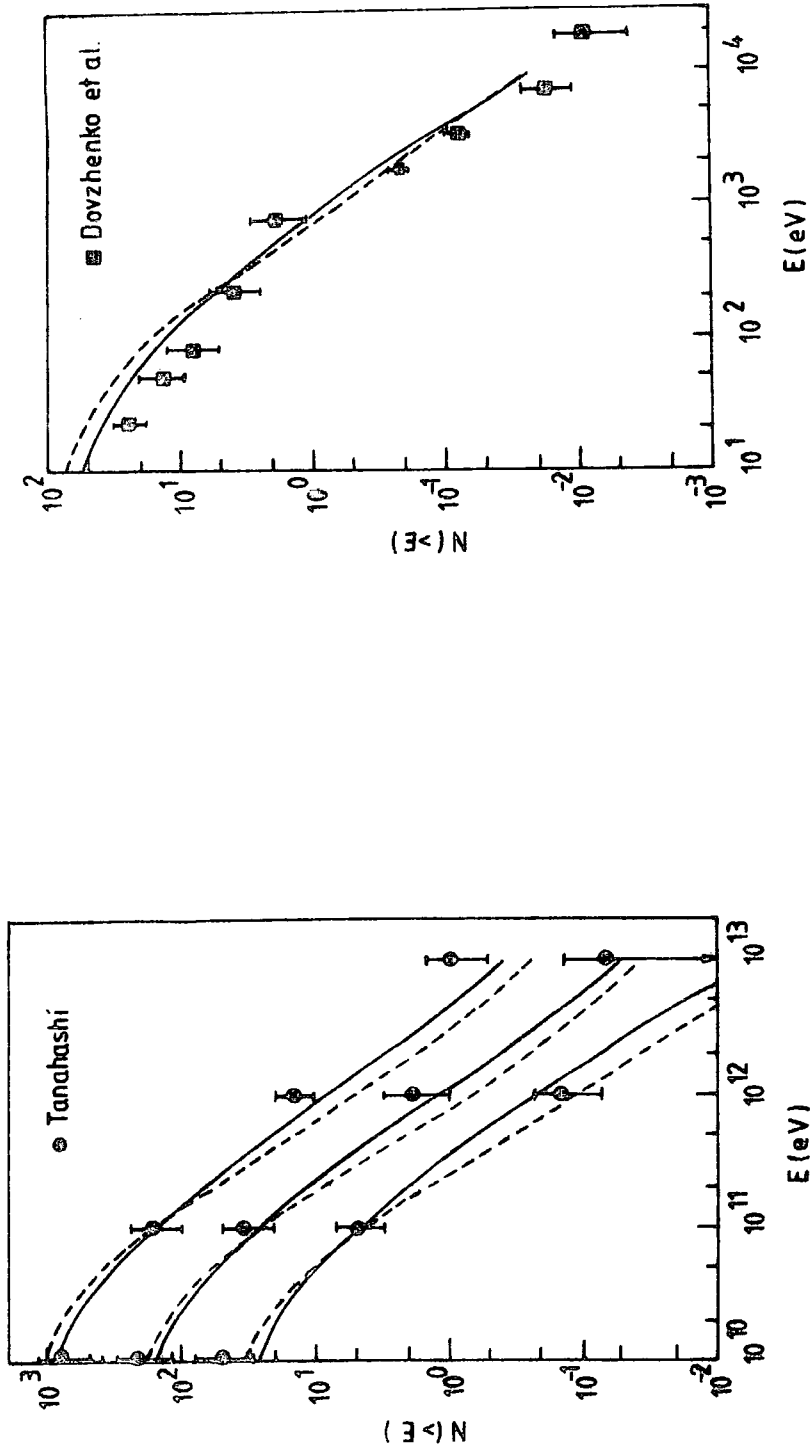 ● Tanahashi
10³
10²
10¹
10⁰
10⁻¹
10⁻²
N(>E)
10¹⁰ 10¹¹ 10¹² 10¹³
E(eV)
■ Dovzhenko et al.
10²
10¹
10⁰
10⁻¹
10⁻²
10⁻³
N(>E)
10¹ 10² 10³ 10⁴
E(eV)